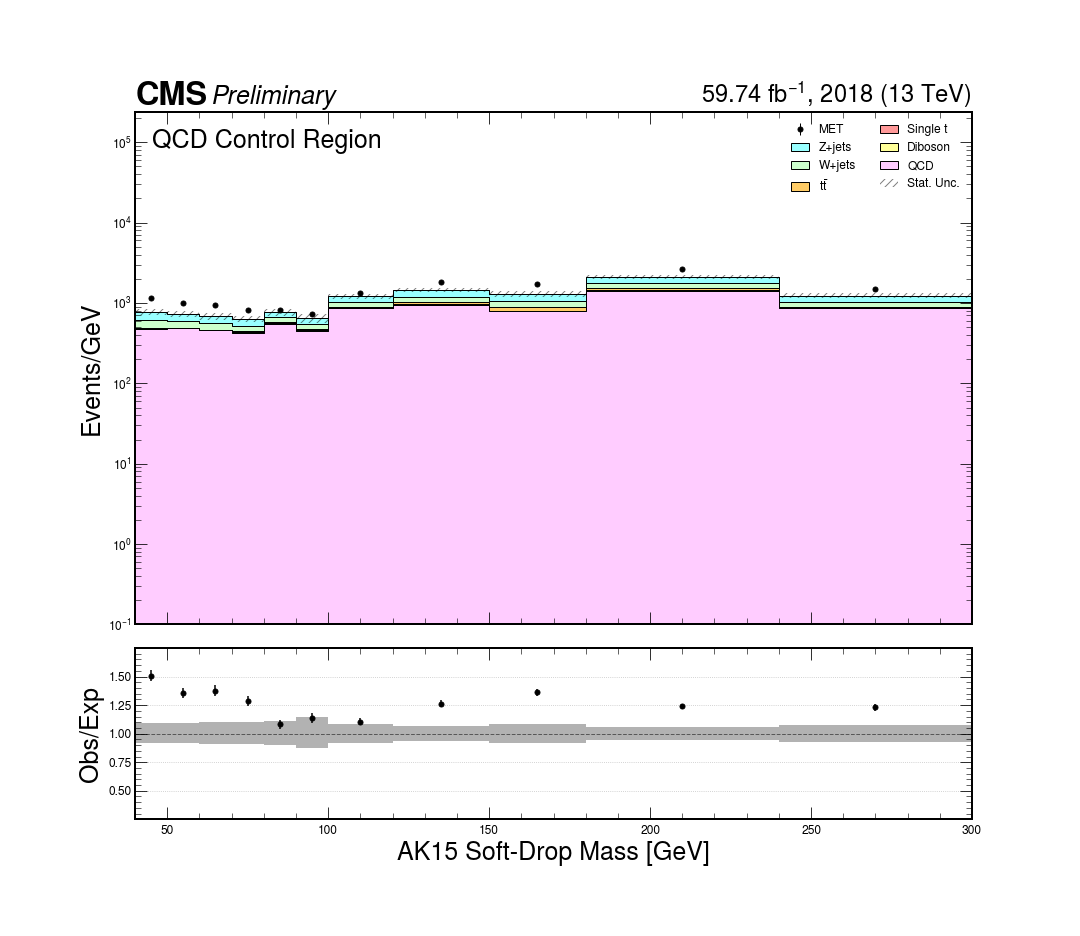 CMS Preliminary
59.74 fb⁻¹, 2018 (13 TeV)
QCD Control Region
MET
Z+jets
W+jets
tt̄
Single t
Diboson
QCD
Stat. Unc.
Events/GeV
10⁵
10⁴
10³
10²
10¹
10⁰
10⁻¹
Obs/Exp
1.50
1.25
1.00
0.75
0.50
50 100 150 200 250 300
AK15 Soft-Drop Mass [GeV]